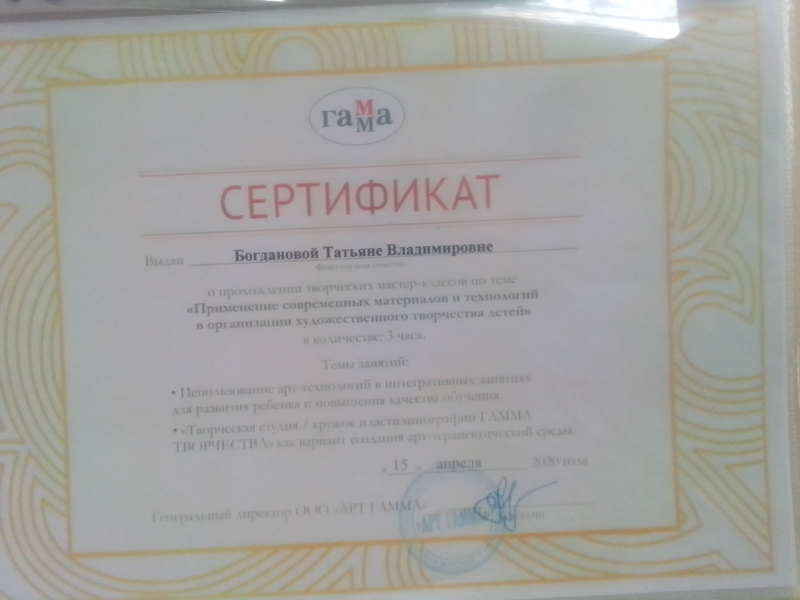 гамма
СЕРТИФИКАТ
Выдан Богдановой Татьяне Владимировне
о прохождении творческих мастер-классов по теме
«Применение современных материалов и технологий
в организации художественного творчества детей»
в количестве: 3 часа.
Темы занятий:
• Использование арт-технологий в интегративных занятиях
для развития ребенка и повышения качества обучения.
• «Творческая студия / кружок пластилинографии ГАММА
ТВОРЧЕСТВА» как вариант создания арт-терапевтической среды.
« 15 » апреля 2020 года
Генеральный директор ООО «АРТ ГАММА»
«АРТ ГАММА»